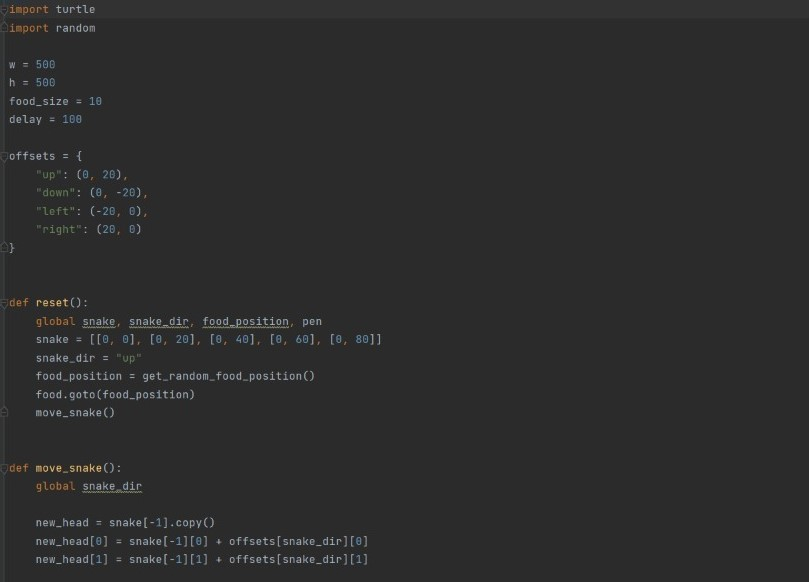 import turtle
import random
w = 500
h = 500
food_size = 10
delay = 100
offsets = {
    "up": (0, 20),
    "down": (0, -20),
    "left": (-20, 0),
    "right": (20, 0)
}
def reset():
    global snake, snake_dir, food_position, pen
    snake = [[0, 0], [0, 20], [0, 40], [0, 60], [0, 80]]
    snake_dir = "up"
    food_position = get_random_food_position()
    food.goto(food_position)
    move_snake()
def move_snake():
    global snake_dir
    new_head = snake[-1].copy()
    new_head[0] = snake[-1][0] + offsets[snake_dir][0]
    new_head[1] = snake[-1][1] + offsets[snake_dir][1]